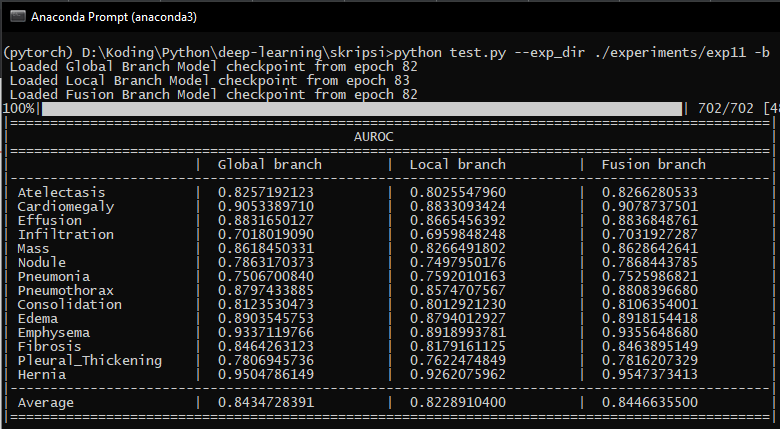 Anaconda Prompt (anaconda3)
(pytorch) D:\Koding\Python\deep-learning\skripsi>python test.py --exp_dir ./experiments/exp11 -b
Loaded Global Branch Model checkpoint from epoch 82
Loaded Local Branch Model checkpoint from epoch 83
Loaded Fusion Branch Model checkpoint from epoch 82
100%| | 702/702 [48
AUROC
| Global branch | Local branch | Fusion branch
Atelectasis | 0.8257192123 | 0.8025547960 | 0.8266280533
Cardiomegaly | 0.9053389710 | 0.8833093424 | 0.9078737501
Effusion | 0.8831650127 | 0.8665456392 | 0.8836848761
Infiltration | 0.7018019090 | 0.6959848248 | 0.7031927287
Mass | 0.8618450331 | 0.8266491802 | 0.8628642641
Nodule | 0.7863170373 | 0.7497950176 | 0.7868443785
Pneumonia | 0.7506700840 | 0.7592010163 | 0.7525986821
Pneumothorax | 0.8797433885 | 0.8574707567 | 0.8808396680
Consolidation | 0.8123530473 | 0.8012921230 | 0.8106354001
Edema | 0.8903545753 | 0.8794012927 | 0.8918154418
Emphysema | 0.9337119766 | 0.8918993781 | 0.9355648680
Fibrosis | 0.8464263123 | 0.8179161125 | 0.8463895149
Pleural_Thickening | 0.7806945736 | 0.7622474849 | 0.7816207329
Hernia | 0.9504786149 | 0.9262075962 | 0.9547373413
Average | 0.8434728391 | 0.8228910400 | 0.8446635500